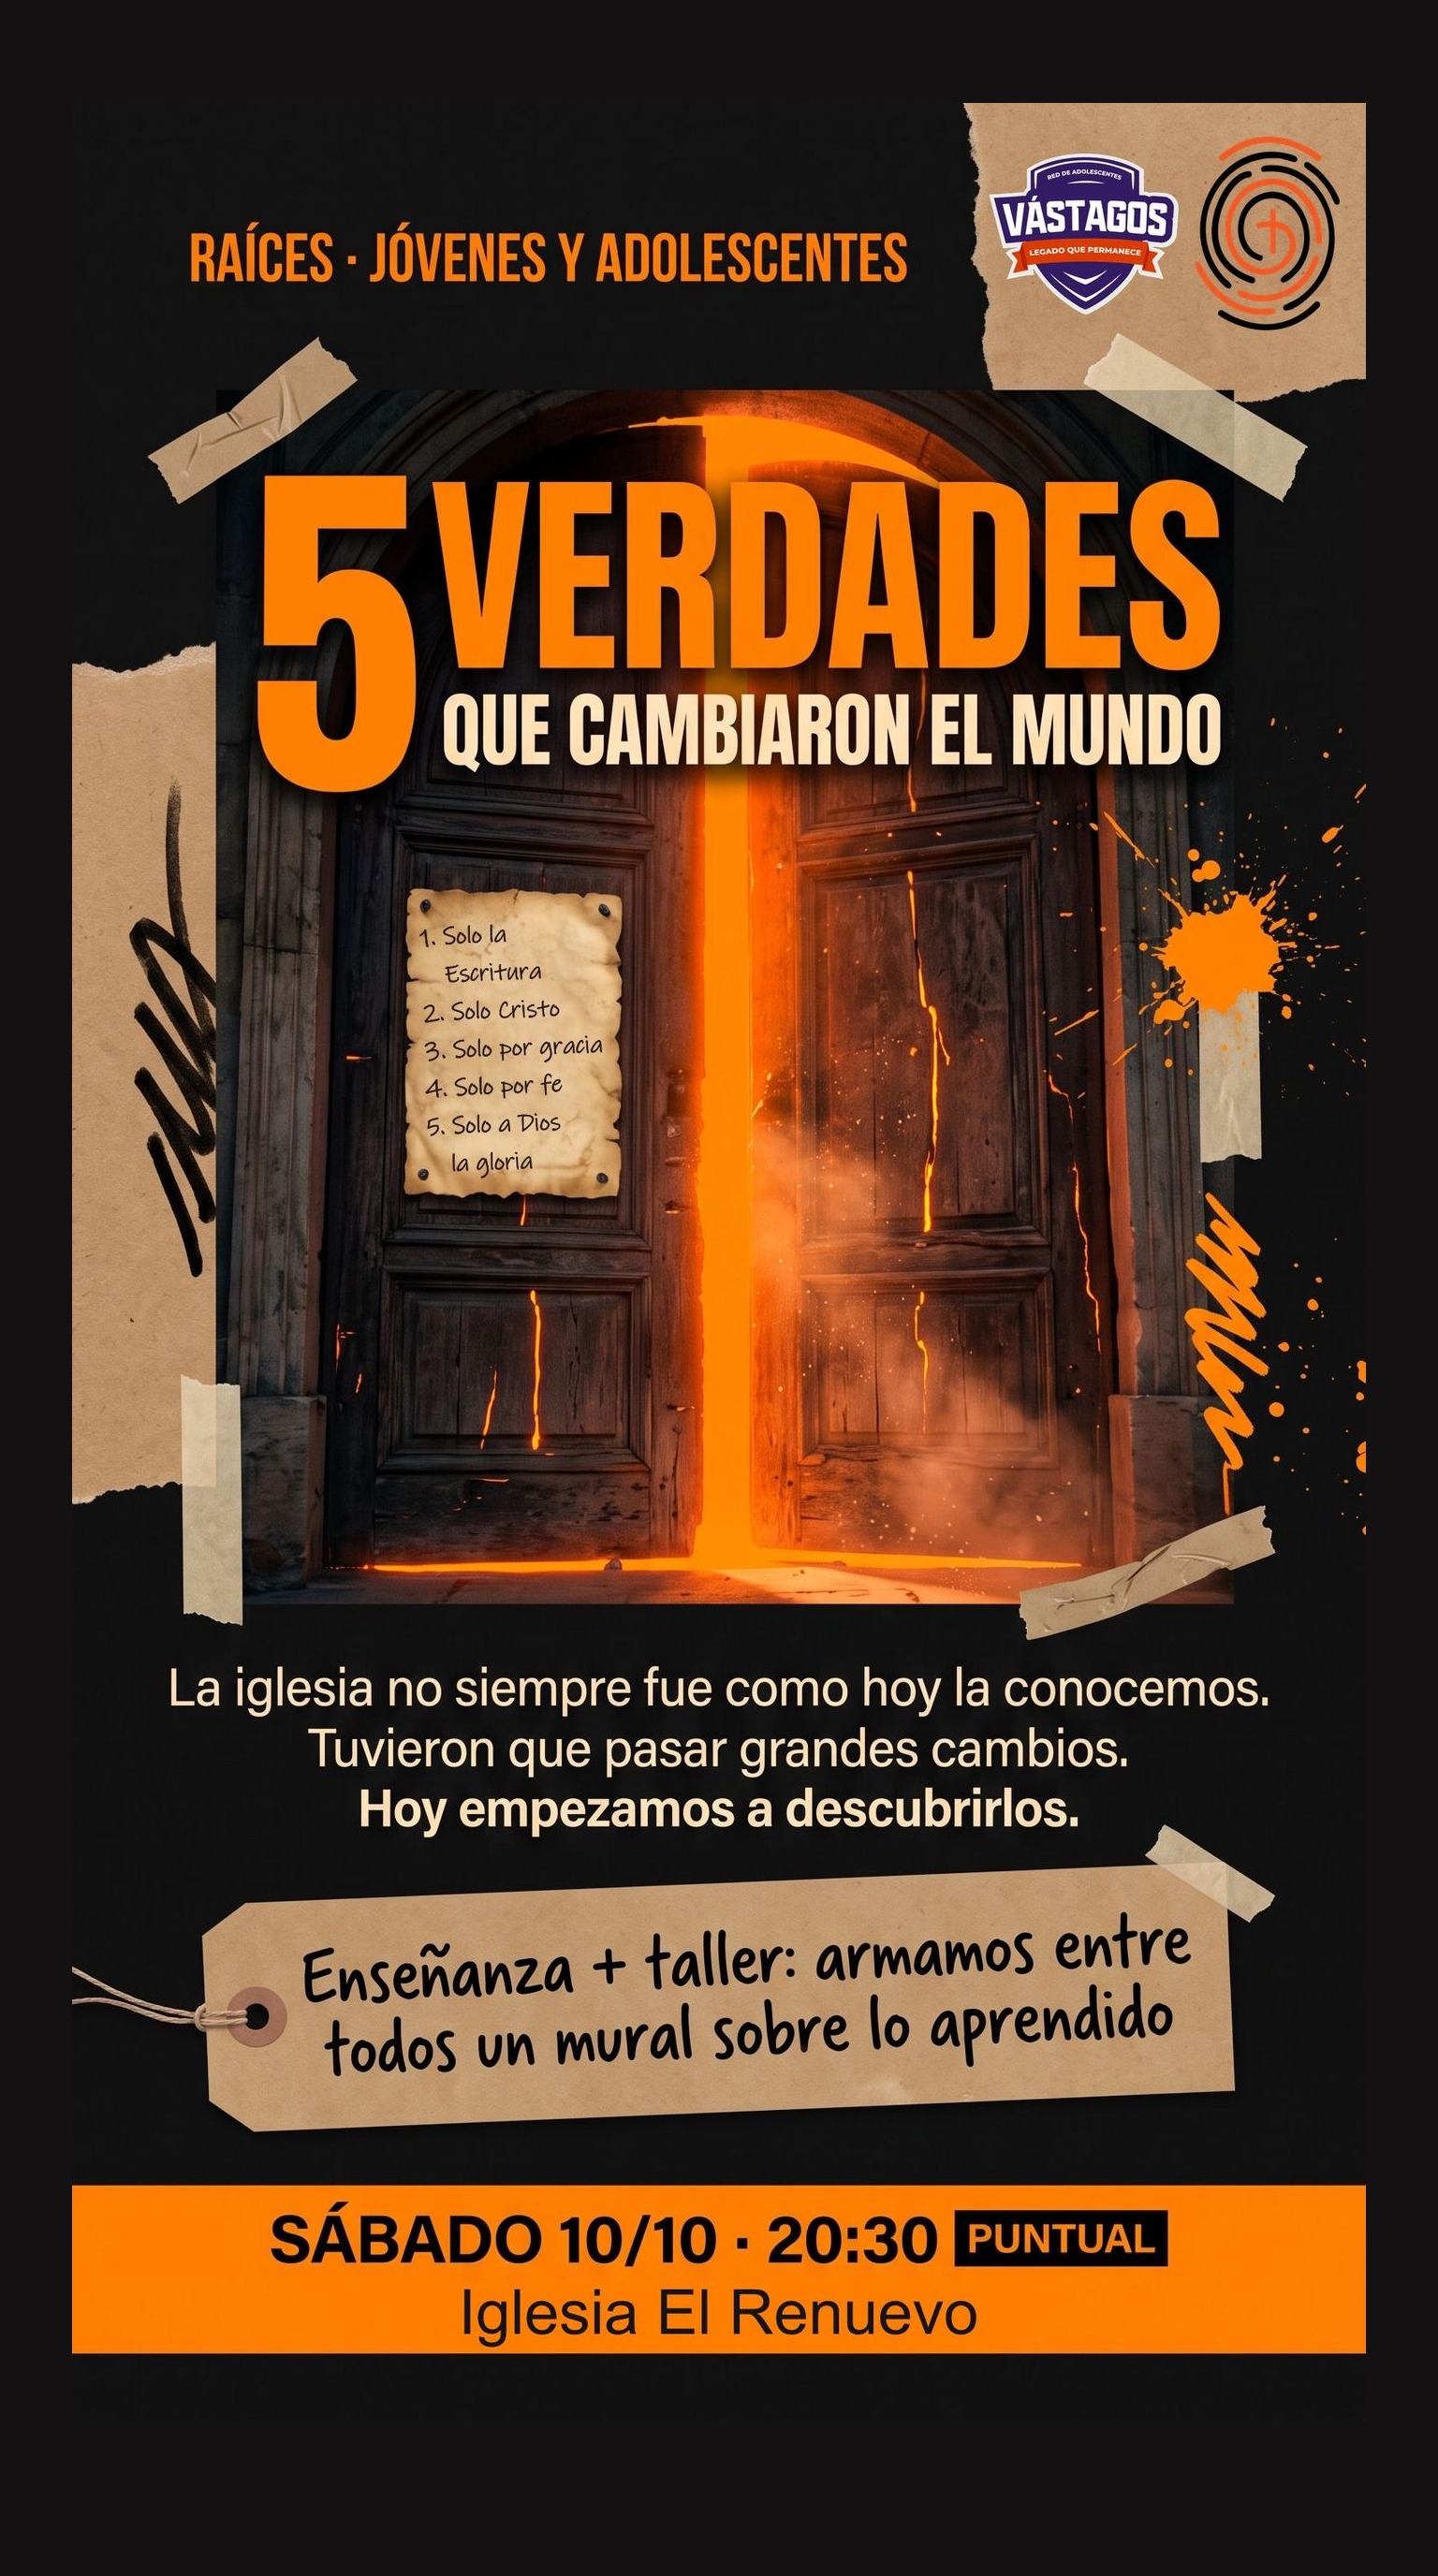 RAÍCES · JÓVENES Y ADOLESCENTES
RED DE ADOLESCENTES
VÁSTAGOS
LEGADO QUE PERMANECE
5 VERDADES
QUE CAMBIARON EL MUNDO
1. Solo la
Escritura
2. Solo Cristo
3. Solo por gracia
4. Solo por fe
5. Solo a Dios
la gloria
La iglesia no siempre fue como hoy la conocemos.
Tuvieron que pasar grandes cambios.
Hoy empezamos a descubrirlos.
Enseñanza + taller: armamos entre
todos un mural sobre lo aprendido
SÁBADO 10/10 · 20:30 PUNTUAL
Iglesia El Renuevo